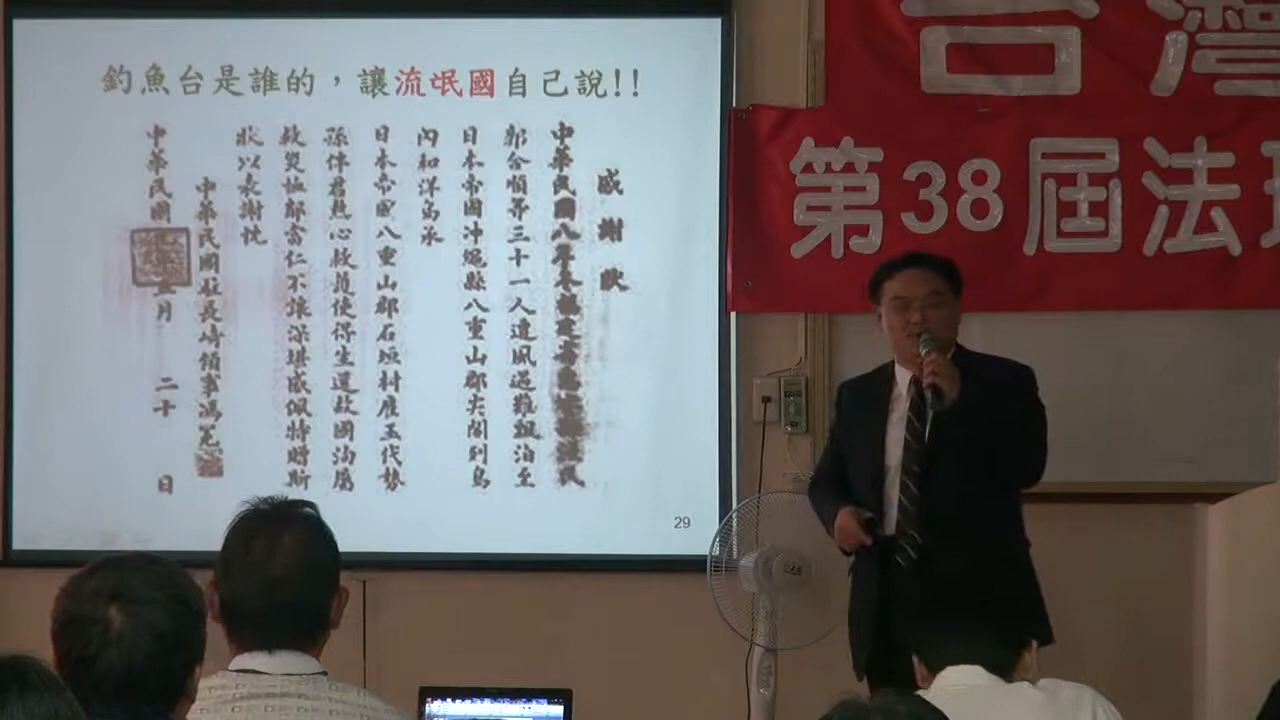 釣魚台是誰的，讓流氓國自己說!!
感謝狀
中華民國八年冬福建省惠安縣漁民
郭合順等三十一人遭風遇難飄泊至
日本帝國沖繩縣八重山郡尖閣列島
內和洋島承
日本帝國八重山郡石垣村雇玉代勢
孫伴君熱心救護使得生還故國洵屬
救災恤鄰當仁不讓深堪感佩特贈斯
狀以表謝忱
中華民國駐長崎領事馮冕
中華民國
五月二十日
29
台灣
第38屆法理